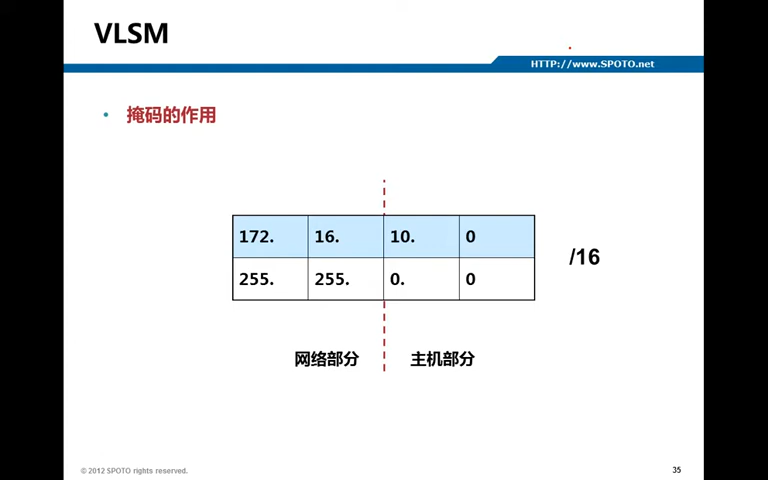 VLSM
HTTP://www.SPOTO.net
• 掩码的作用
172. 16. 10. 0
/16
255. 255. 0. 0
网络部分 主机部分
© 2012 SPOTO rights reserved.
35